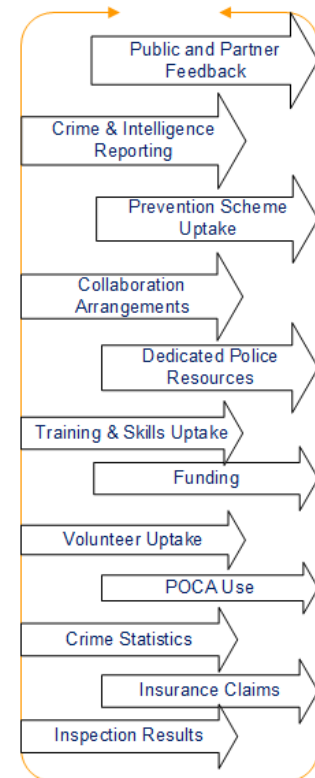 Public and Partner
Feedback
Crime & Intelligence
Reporting
Prevention Scheme
Uptake
Collaboration
Arrangements
Dedicated Police
Resources
Training & Skills Uptake
Funding
Volunteer Uptake
POCA Use
Crime Statistics
Insurance Claims
Inspection Results